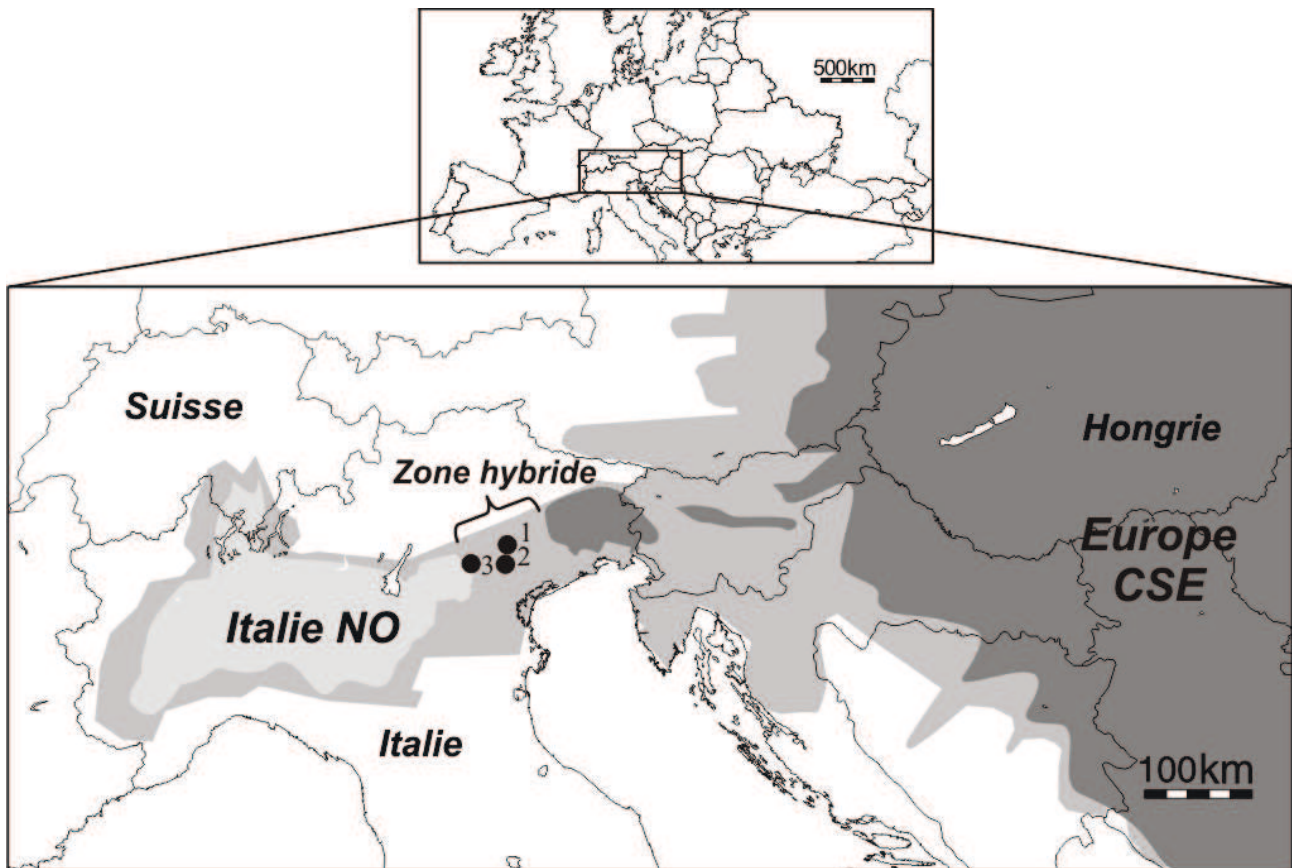 500km
Suisse
Hongrie
Zone hybride
1
2
3
Europe
CSE
Italie NO
Italie
100km